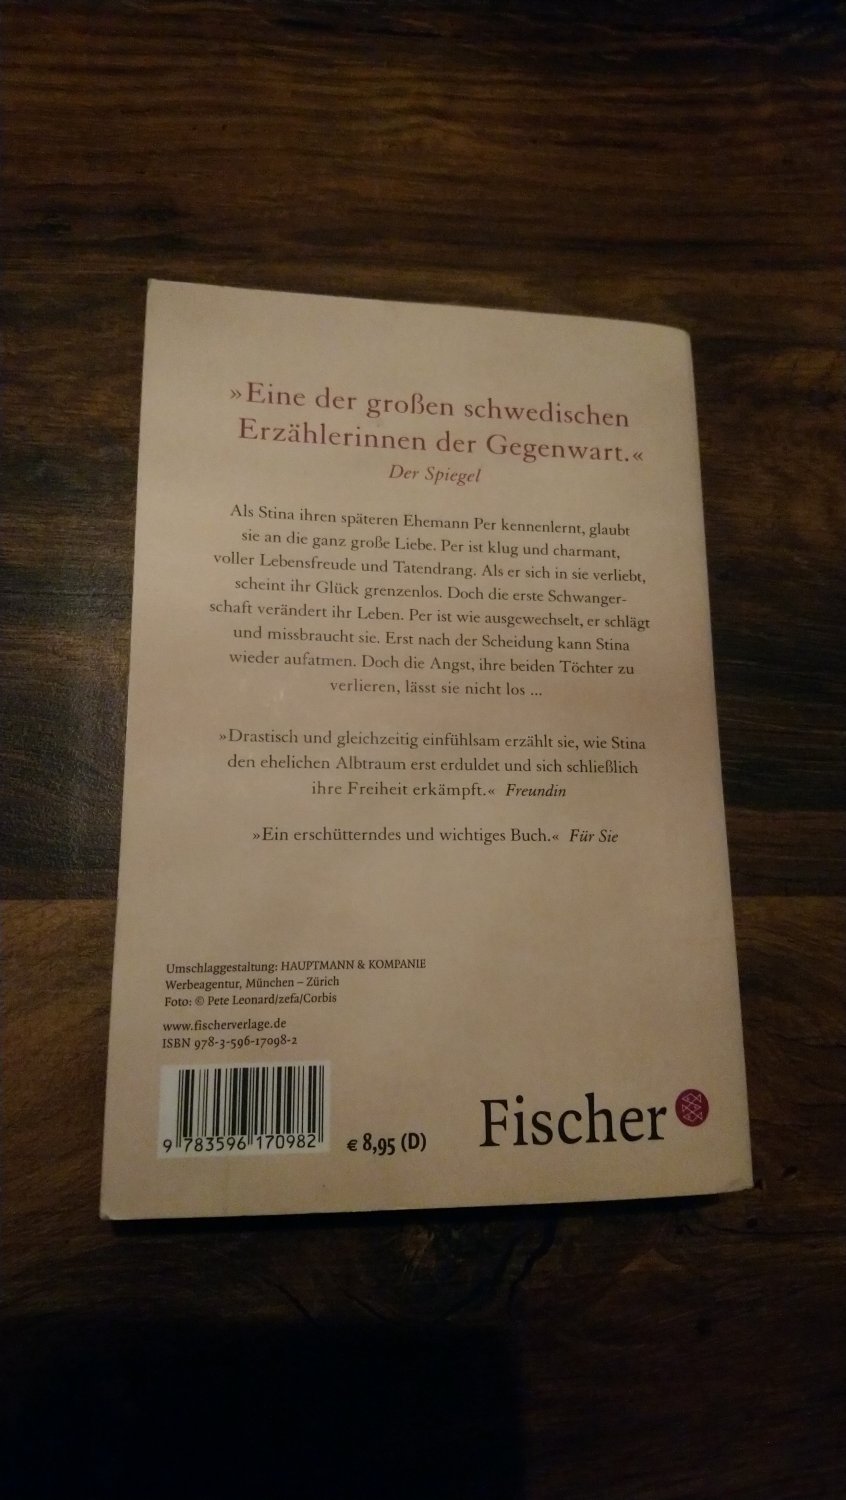 »Eine der großen schwedischen
Erzählerinnen der Gegenwart.«
Der Spiegel
Als Stina ihren späteren Ehemann Per kennenlernt, glaubt
sie an die ganz große Liebe. Per ist klug und charmant,
voller Lebensfreude und Tatendrang. Als er sich in sie verliebt,
scheint ihr Glück grenzenlos. Doch die erste Schwanger-
schaft verändert ihr Leben. Per ist wie ausgewechselt, er schlägt
und missbraucht sie. Erst nach der Scheidung kann Stina
wieder aufatmen. Doch die Angst, ihre beiden Töchter zu
verlieren, lässt sie nicht los ...
»Drastisch und gleichzeitig einfühlsam erzählt sie, wie Stina
den ehelichen Albtraum erst erduldet und sich schließlich
ihre Freiheit erkämpft.« Freundin
»Ein erschütterndes und wichtiges Buch.« Für Sie
Umschlaggestaltung: HAUPTMANN & KOMPANIE
Werbeagentur, München – Zürich
Foto: © Pete Leonard/zefa/Corbis
www.fischerverlage.de
ISBN 978-3-596-17098-2
9 783596 170982
€ 8,95 (D)
Fischer